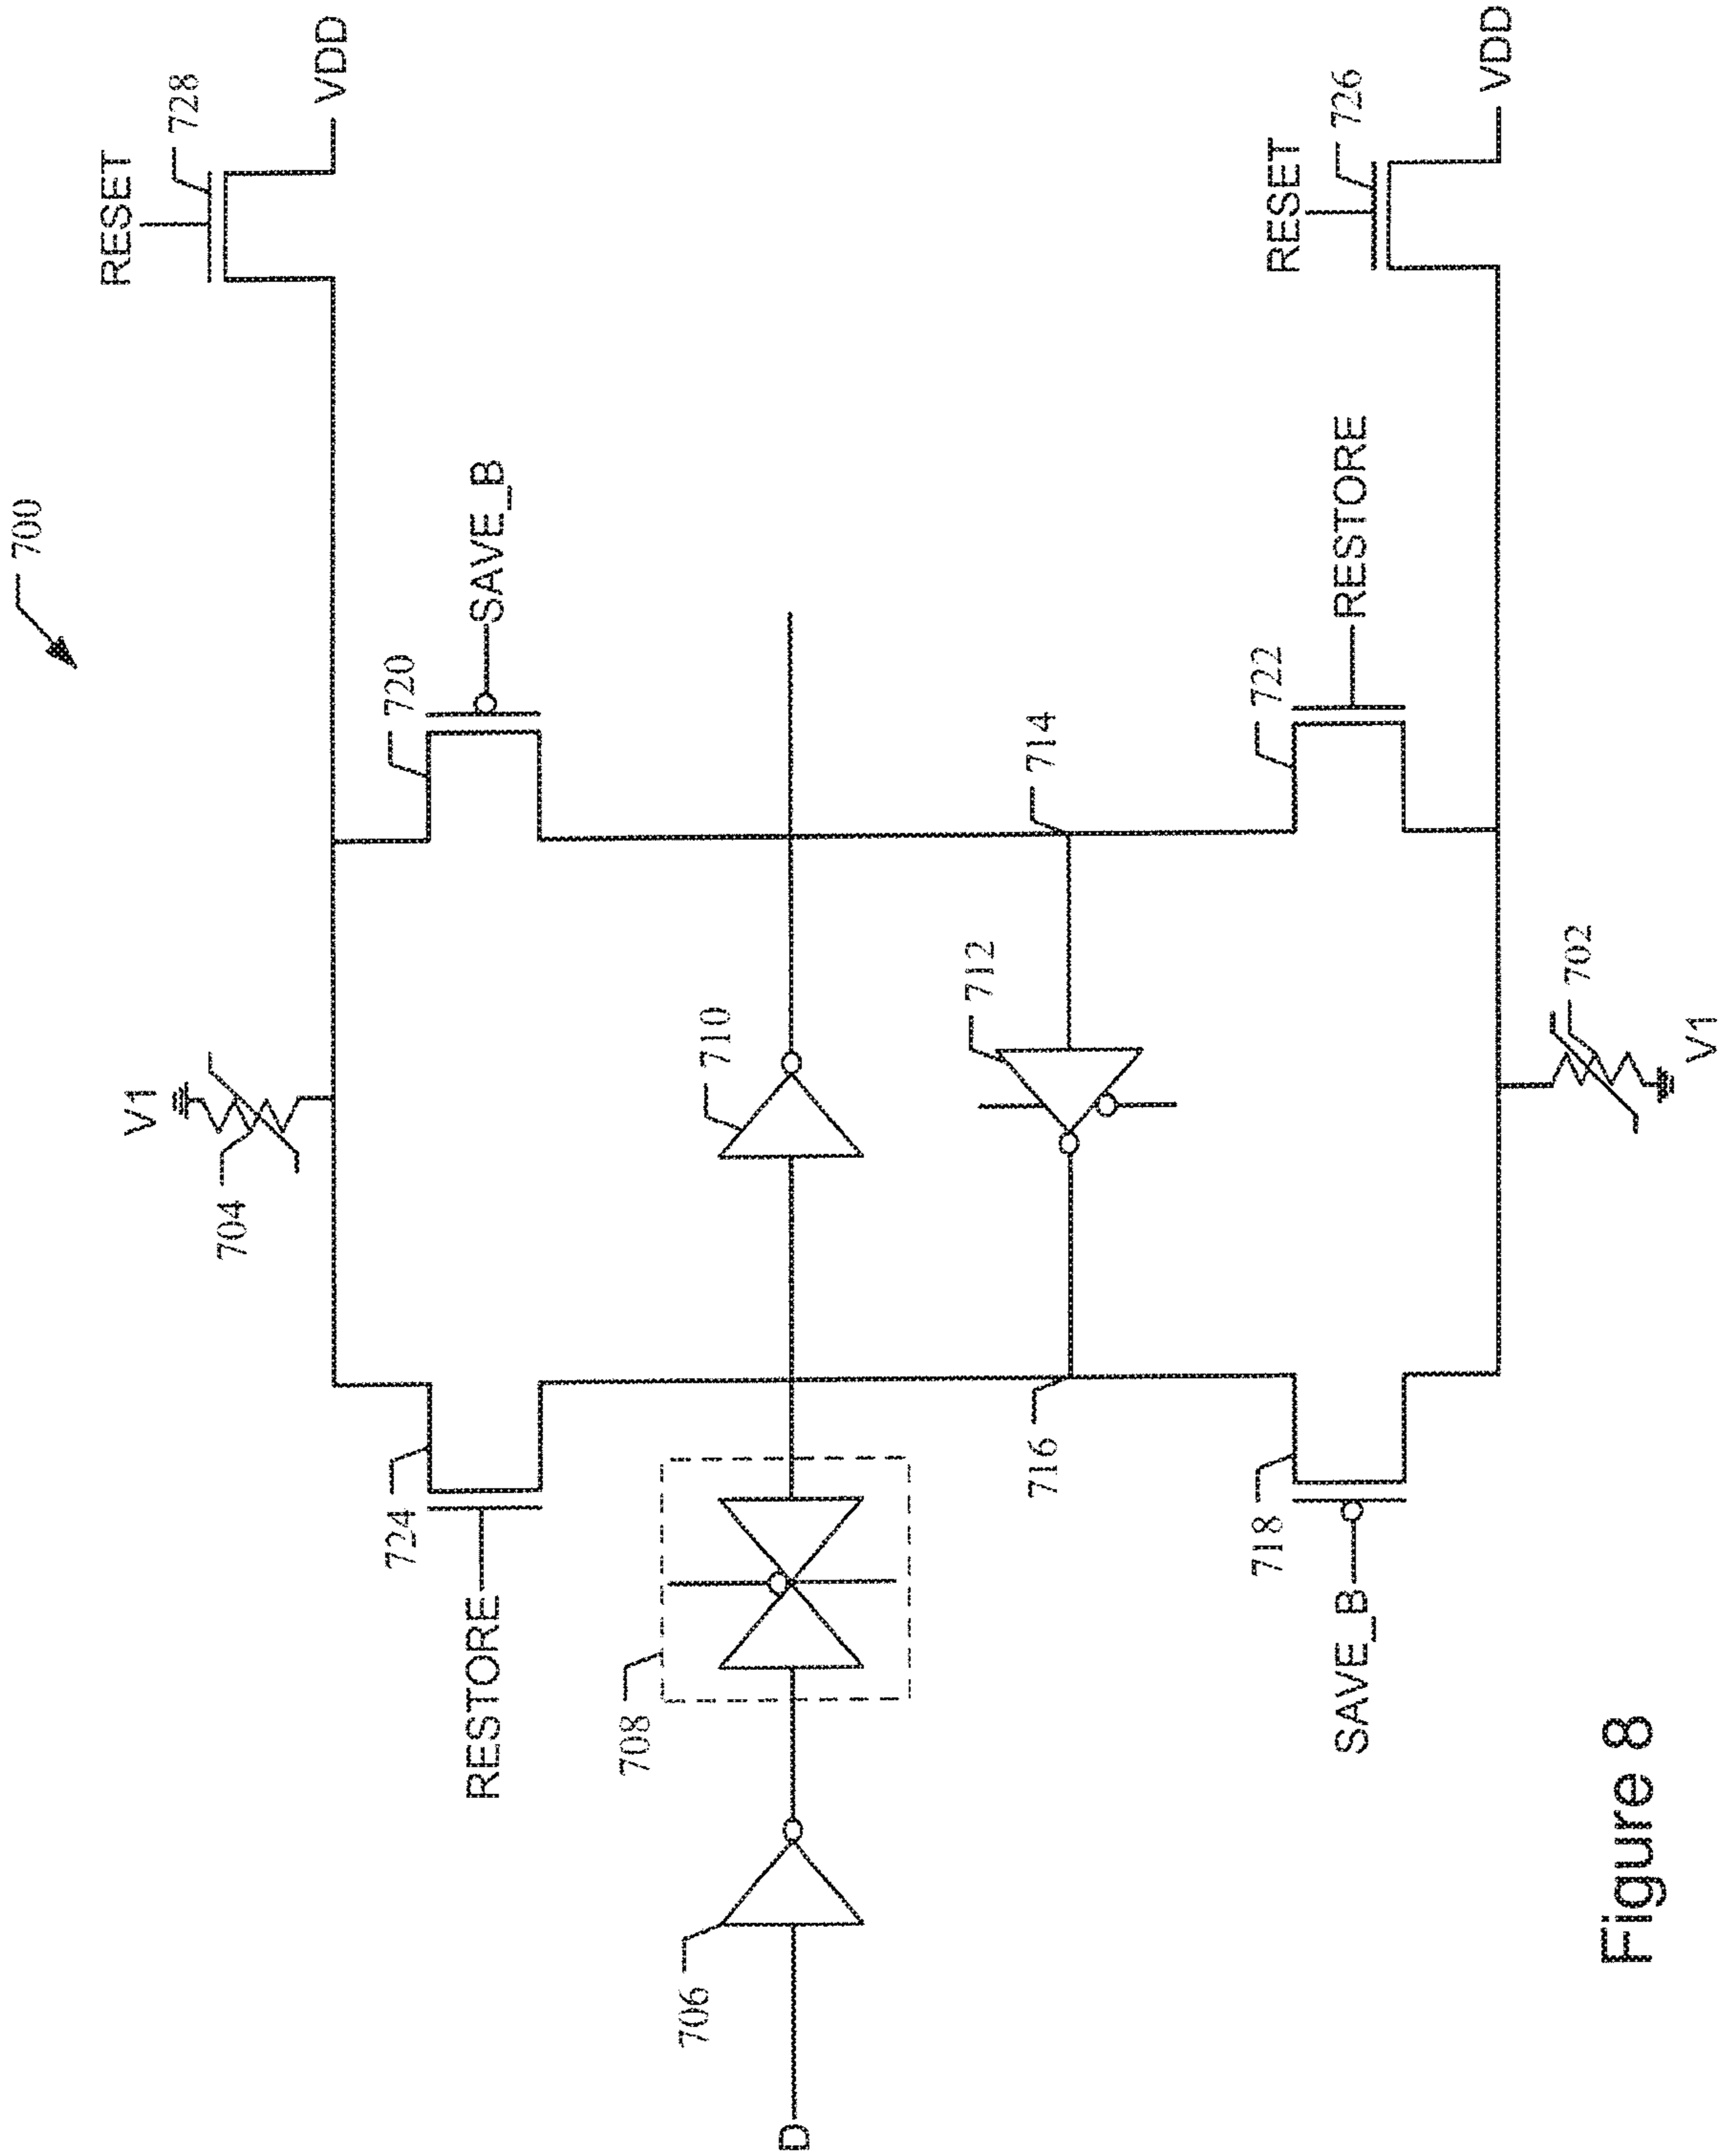 700
RESET
V1
728
704
VDD
724
720
RESTORE
SAVE_B
708
706
710
D
712
716
714
718
722
RESET
SAVE_B
RESTORE
726
VDD
702
V1
Figure 8